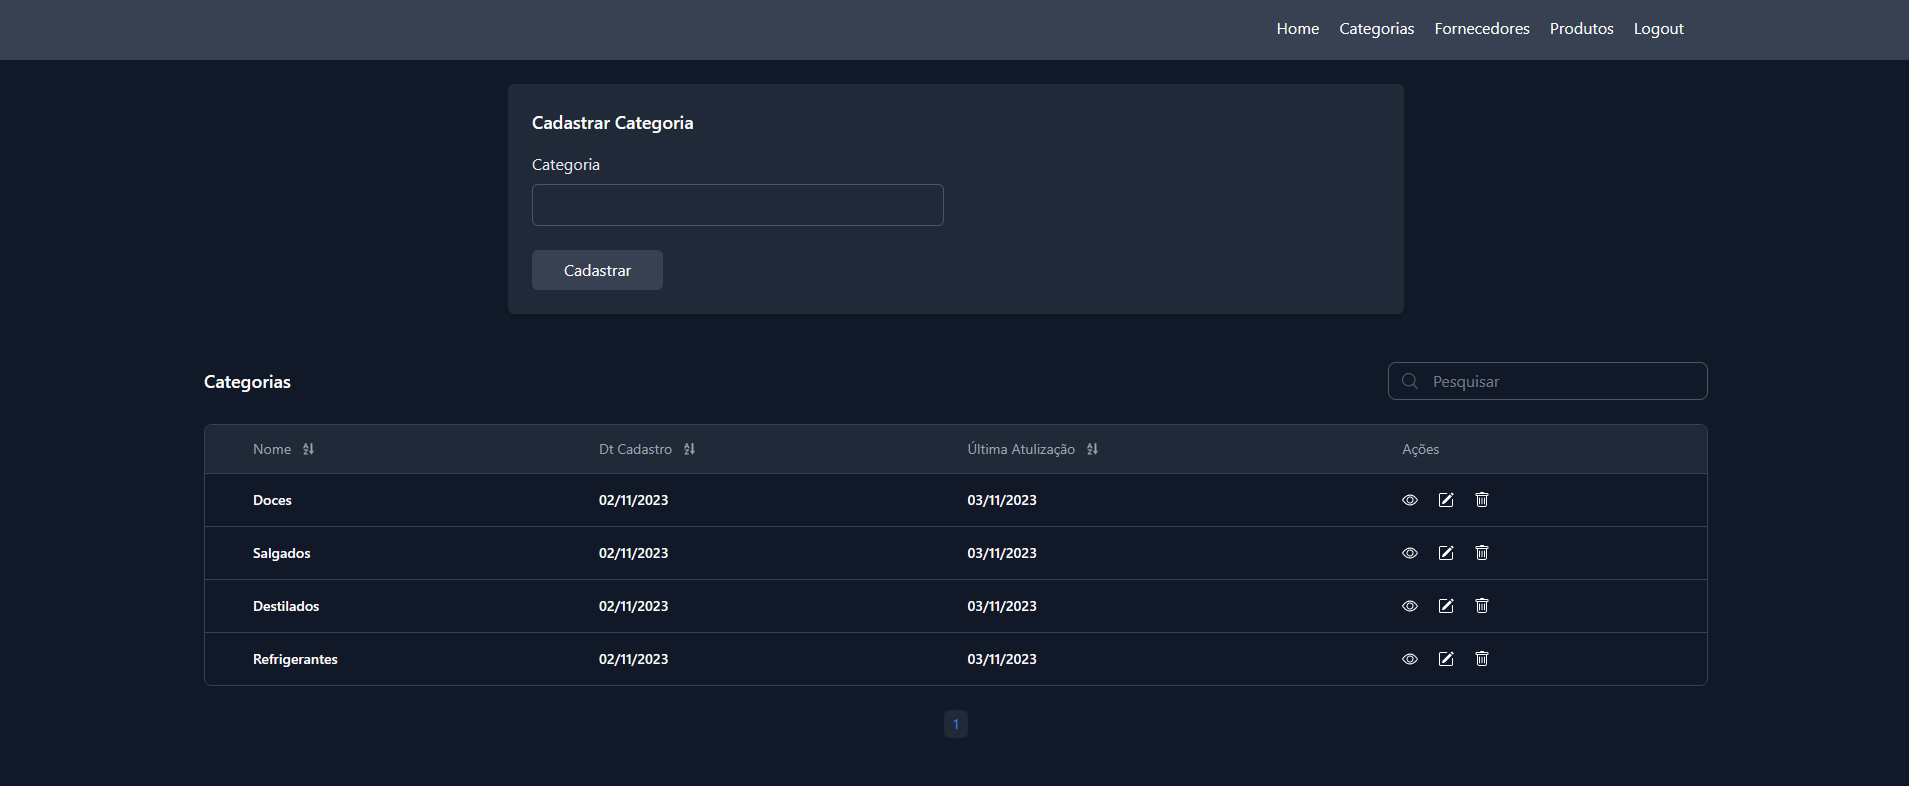 Home Categorias Fornecedores Produtos Logout
Cadastrar Categoria
Categoria
Cadastrar
Categorias
Pesquisar
Nome Dt Cadastro Última Atulização Ações
Doces 02/11/2023 03/11/2023
Salgados 02/11/2023 03/11/2023
Destilados 02/11/2023 03/11/2023
Refrigerantes 02/11/2023 03/11/2023
1